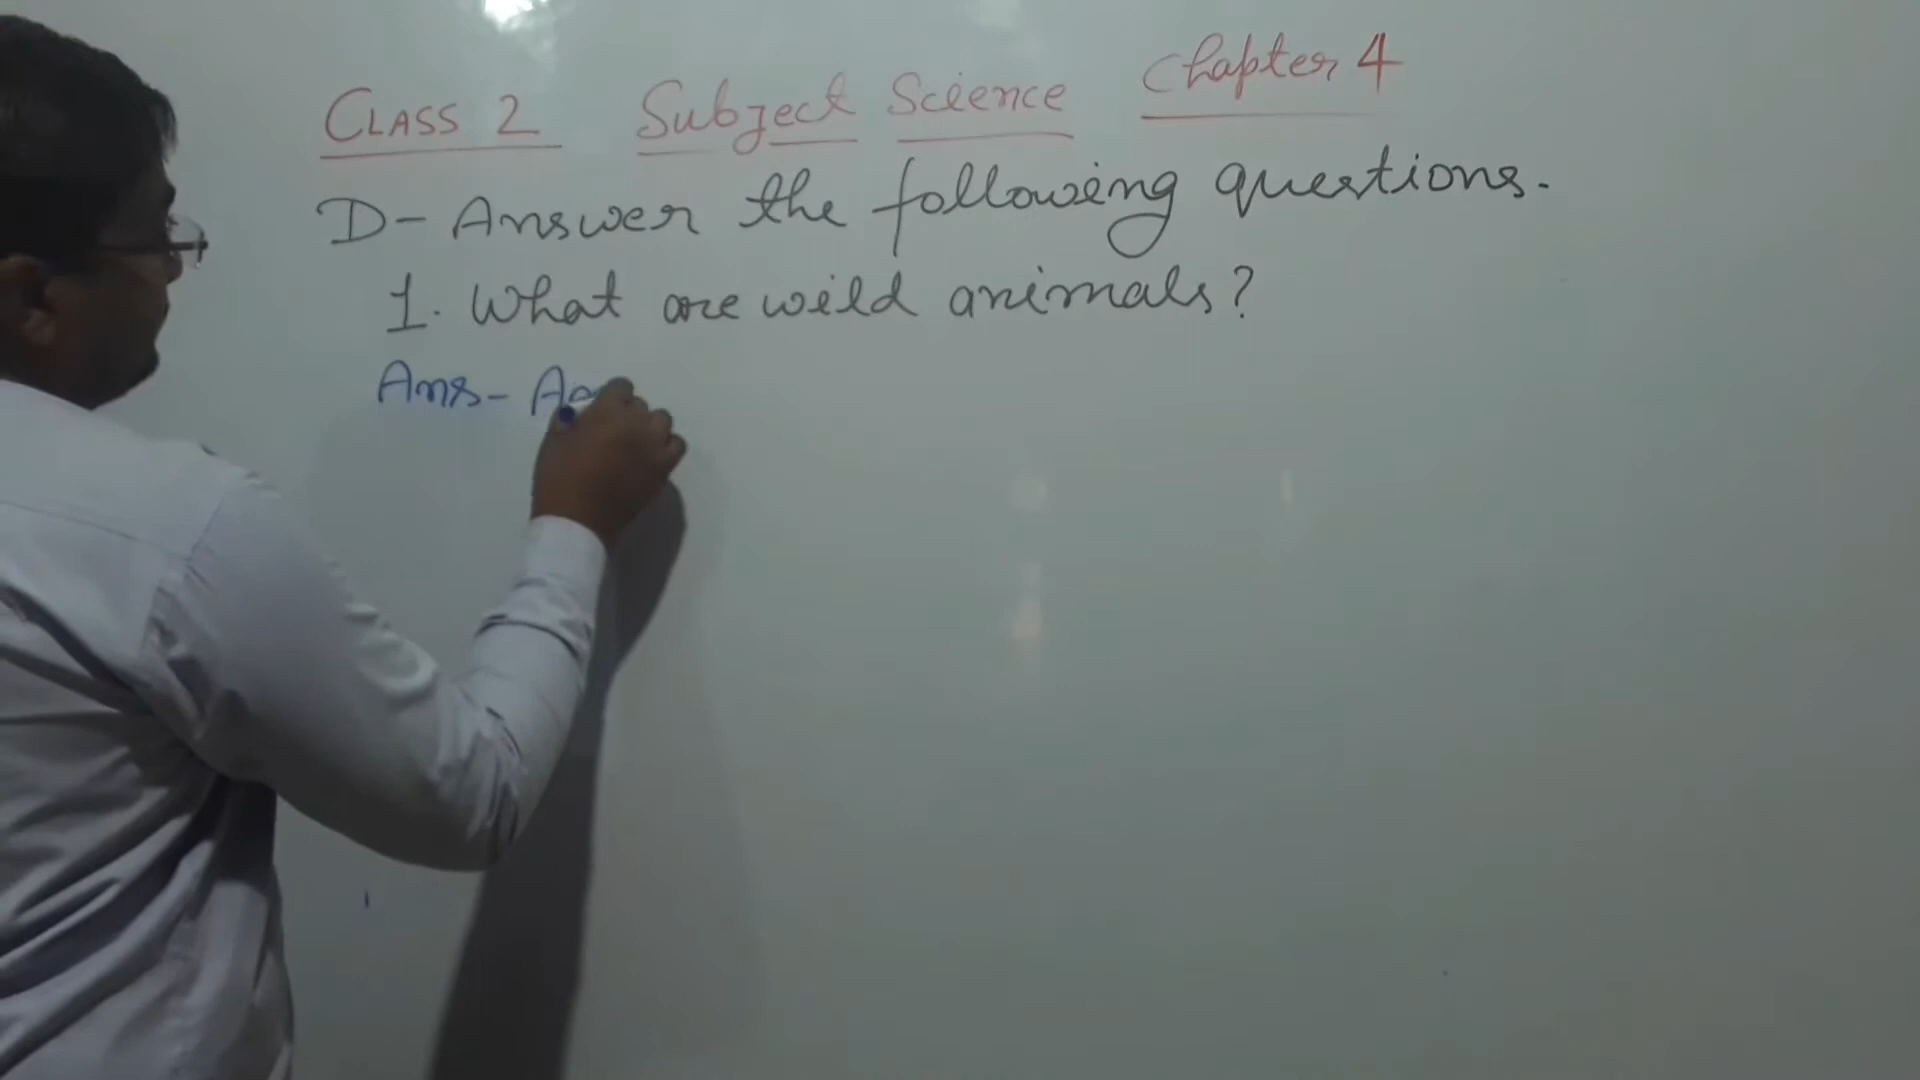 CLASS 2 Subject Science Chapter 4
D- Answer the following questions.
1. What are wild animals?
Ans-